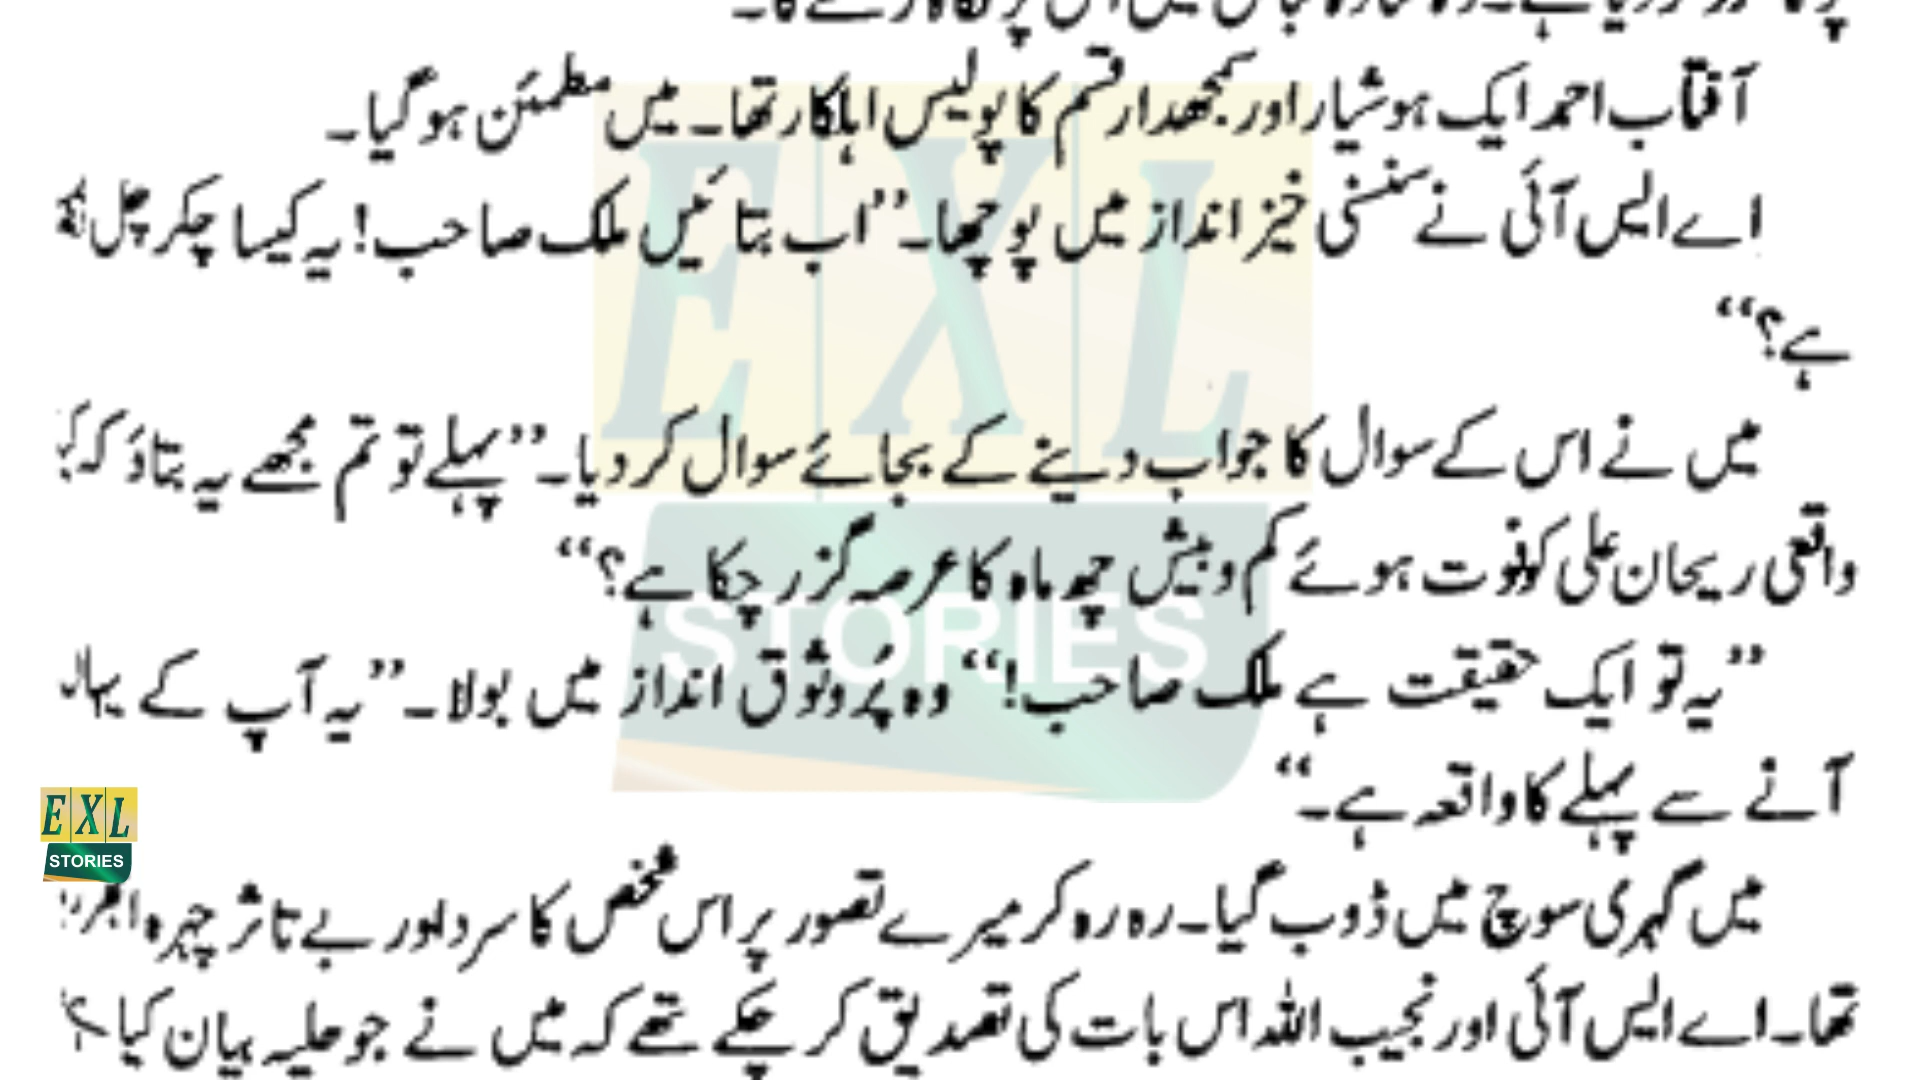 آفتاب احمد ایک ہوشیار اور سمجھدار قسم کا پولیس اہلکار تھا۔ میں مطمئن ہو گیا۔
اے ایس آئی نے سنسنی خیز انداز میں پوچھا۔ ’’اب بتائیں ملک صاحب! یہ کیسا چکر چل
ہے؟‘‘
میں نے اس کے سوال کا جواب دینے کے بجائے سوال کر دیا۔ ’’پہلے تو تم مجھے یہ بتاؤ کہ
واقعی ریحان علی کو فوت ہوئے کم و بیش چھ ماہ کا عرصہ گزر چکا ہے؟‘‘
’’یہ تو ایک حقیقت ہے ملک صاحب!‘‘ وہ پُر وثوق انداز میں بولا۔ ’’یہ آپ کے یہاں
آنے سے پہلے کا واقعہ ہے۔‘‘
میں گہری سوچ میں ڈوب گیا۔ رہ رہ کر میرے تصور پر اس شخص کا سرد اور بے تاثر چہرہ
تھا۔ اے ایس آئی اور نجیب اللہ اس بات کی تصدیق کر چکے تھے کہ میں نے جو حلیہ بیان کیا
EXL
STORIES
EXL
STORIES